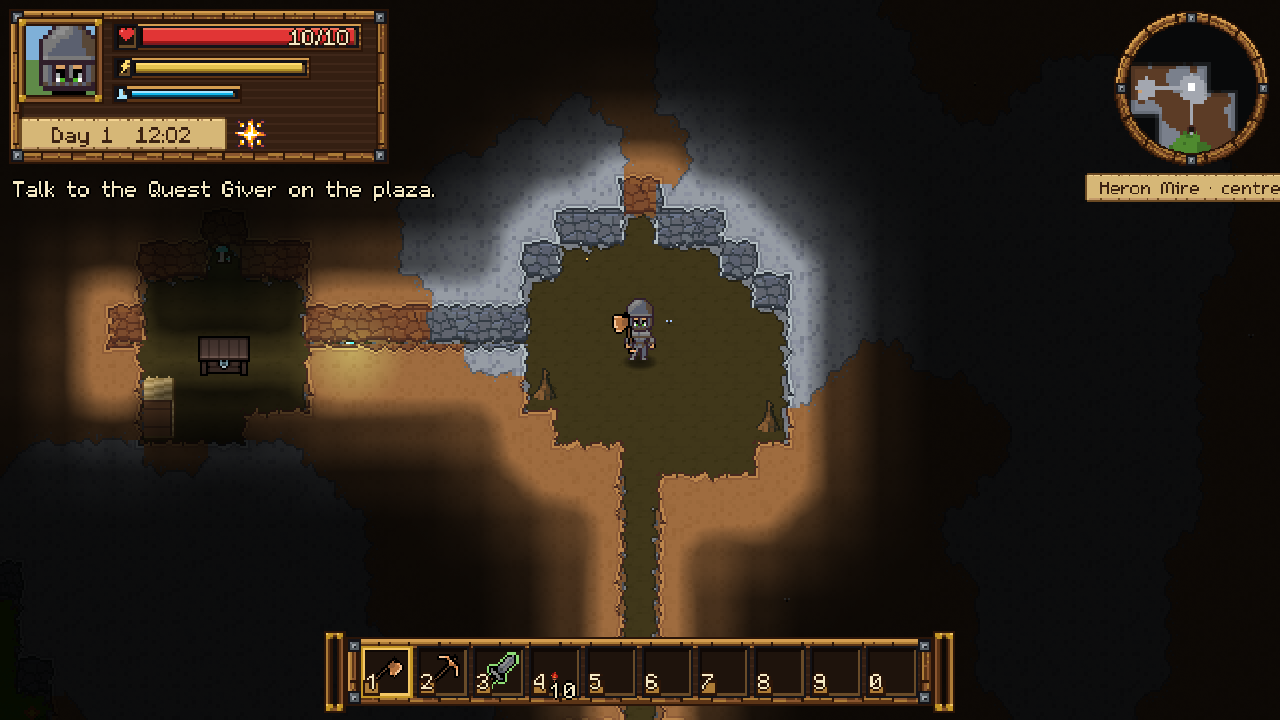 10/10
Day 1 12:02
Talk to the Quest Giver on the plaza.
Heron Mire · centre
1 2 3 4 10 5 6 7 8 9 0